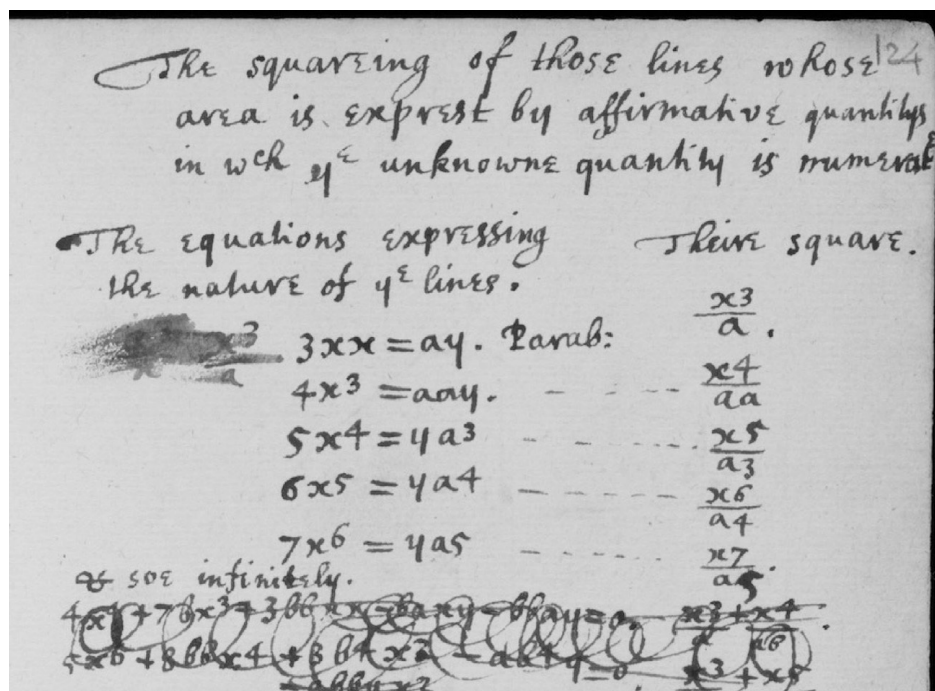 124
The squareing of those lines whose
area is exprest by affirmative quantitys
in wch ye unknowne quantity is numerat
The equations expressing Theire square.
the nature of ye lines.
x3/a
3xx = ay. Parab: x3/a.
4x3 = aay. - - - - x4/aa
5x4 = ya3 - - - - - x5/a3
6x5 = ya4 - - - - - x6/a4
7x6 = ya5 - - - - - x7/a5.
& soe infinitely.